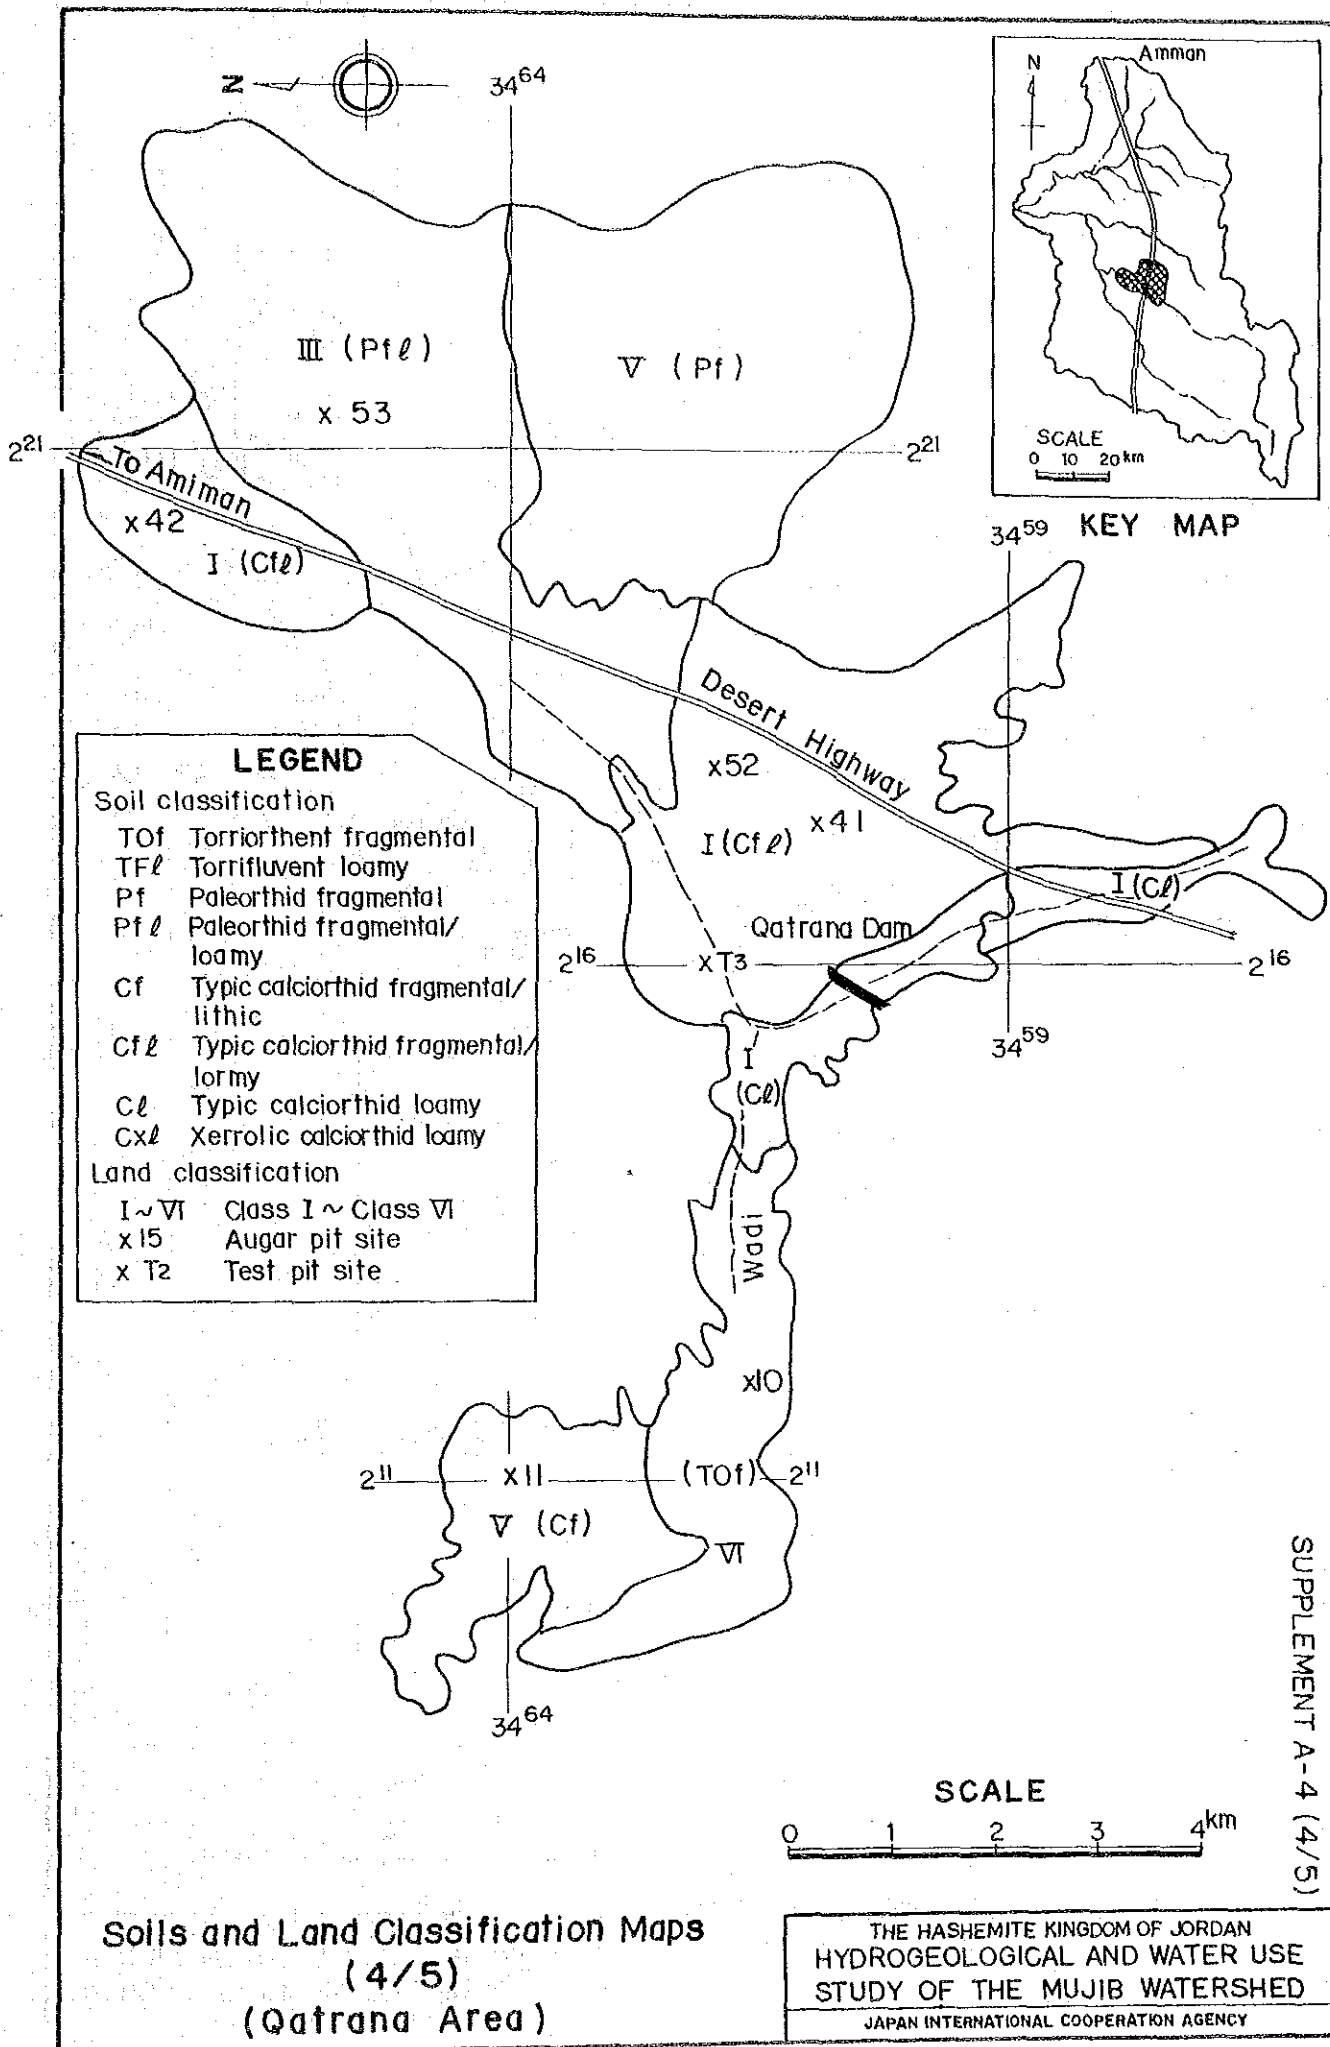 N
34⁶⁴
N
Amman
SCALE
0 10 20 km
KEY MAP
III (Pfℓ)
x 53
V (Pf)
2²¹
2²¹
To Amiman
x 42
I (Cfℓ)
34⁵⁹
Desert Highway
x52
x41
I (Cfℓ)
I (Cℓ)
Qatrana Dam
2¹⁶
x T3
2¹⁶
34⁵⁹
I
(Cℓ)
Wadi
x10
2¹¹
x11
(TOf)
2¹¹
V (Cf)
VI
34⁶⁴
LEGEND
Soil classification
TOf Torriorthent fragmental
TFℓ Torrifluvent loamy
Pf Paleorthid fragmental
Pfℓ Paleorthid fragmental/
loamy
Cf Typic calciorthid fragmental/
lithic
Cfℓ Typic calciorthid fragmental/
lormy
Cℓ Typic calciorthid loamy
Cxℓ Xerrolic calciorthid loamy
Land classification
I ~ VI Class I ~ Class VI
x 15 Augar pit site
x T2 Test pit site
SCALE
0 1 2 3 4 km
SUPPLEMENT A-4 (4/5)
Soils and Land Classification Maps
(4/5)
(Qatrana Area)
THE HASHEMITE KINGDOM OF JORDAN
HYDROGEOLOGICAL AND WATER USE
STUDY OF THE MUJIB WATERSHED
JAPAN INTERNATIONAL COOPERATION AGENCY